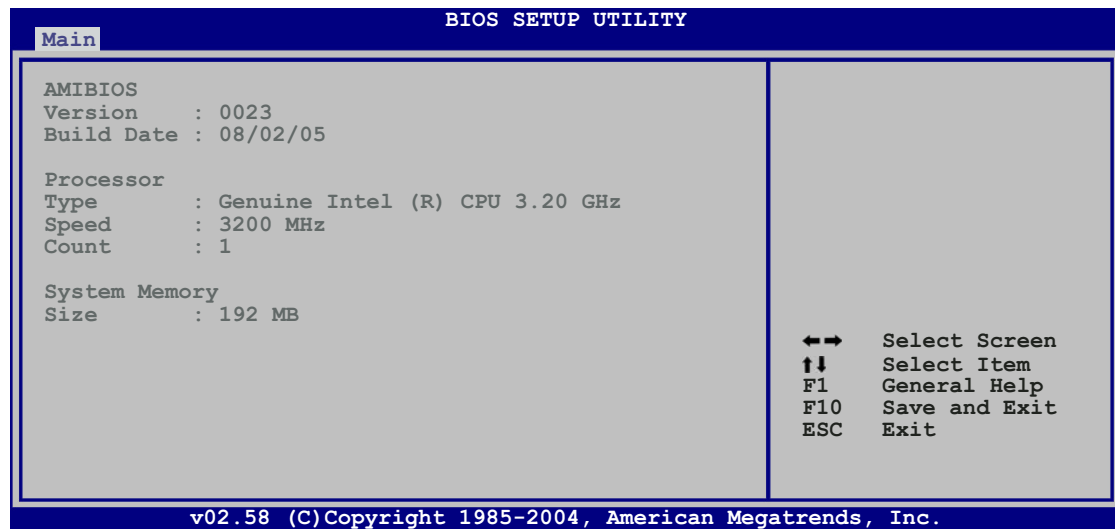 BIOS SETUP UTILITY
Main
AMIBIOS
Version : 0023
Build Date : 08/02/05
Processor
Type : Genuine Intel (R) CPU 3.20 GHz
Speed : 3200 MHz
Count : 1
System Memory
Size : 192 MB
←→ Select Screen
↑↓ Select Item
F1 General Help
F10 Save and Exit
ESC Exit
v02.58 (C)Copyright 1985-2004, American Megatrends, Inc.